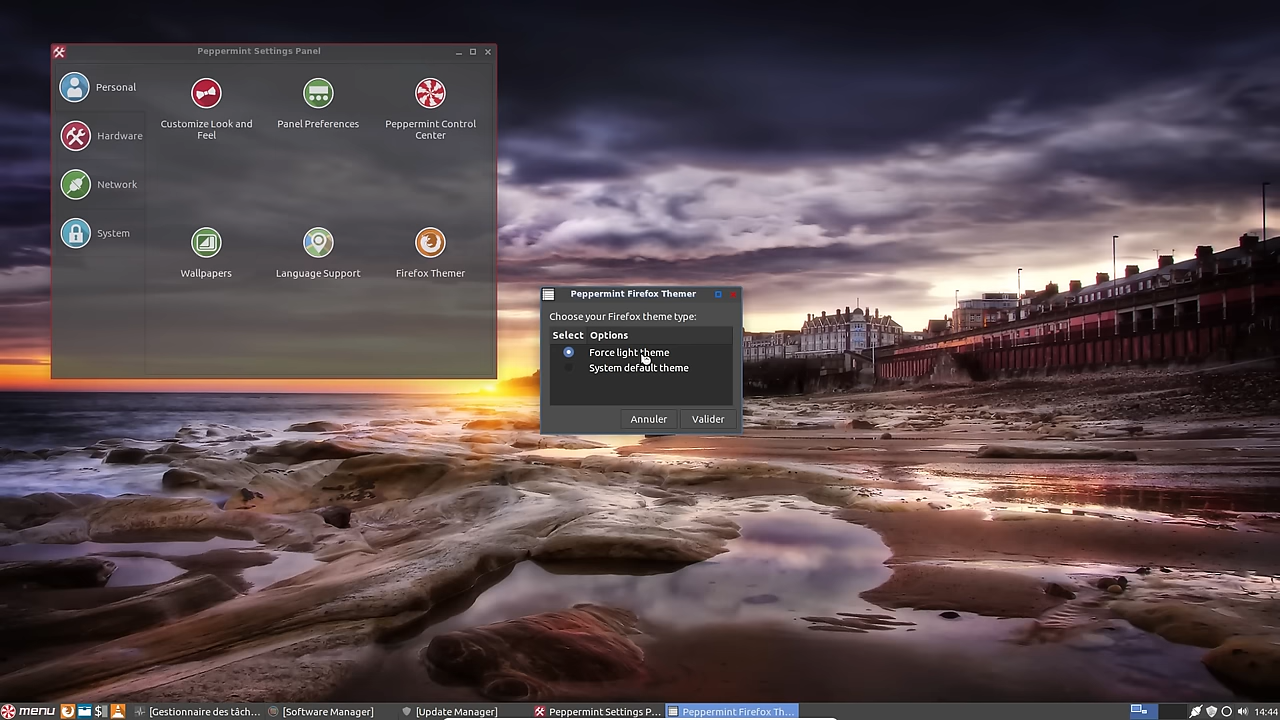 Peppermint Settings Panel
Personal
Hardware
Network
System
Customize Look and
Feel
Panel Preferences
Peppermint Control
Center
Wallpapers
Language Support
Firefox Themer
Peppermint Firefox Themer
Choose your Firefox theme type:
Select Options
Force light theme
System default theme
Annuler Valider
menu
[Gestionnaire des tâch...
[Software Manager]
[Update Manager]
Peppermint Settings P...
Peppermint Firefox Th...
14:44